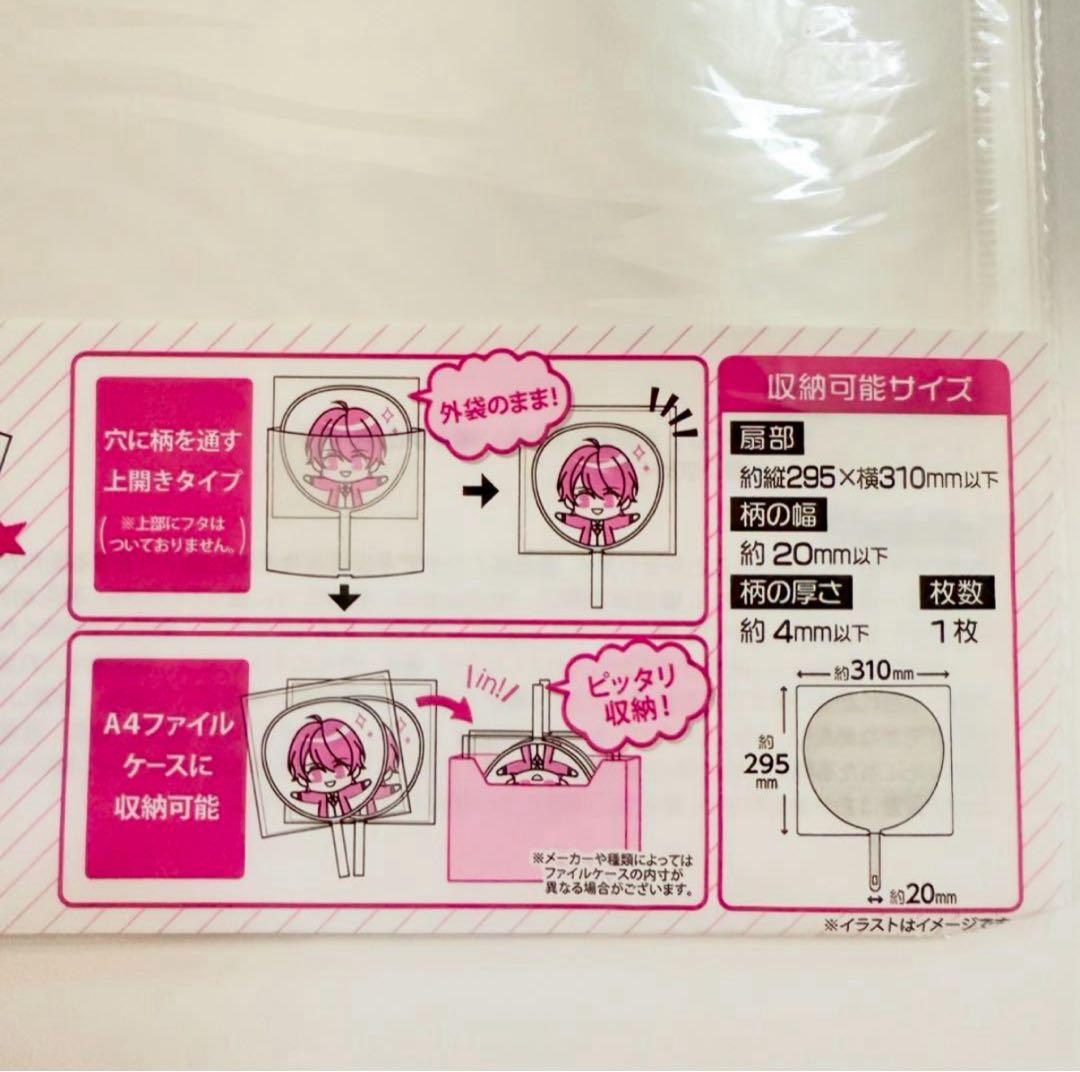 穴に柄を通す
上開きタイプ
(※上部にフタは
ついておりません。)
外袋のまま!
A4ファイル
ケースに
収納可能
in!
ピッタリ
収納!
※メーカーや種類によっては
ファイルケースの内寸が
異なる場合がございます。
収納可能サイズ
扇部
約縦295×横310mm以下
柄の幅
約20mm以下
柄の厚さ 枚数
約4mm以下 1枚
約310mm
約
295
mm
約20mm
※イラストはイメージです